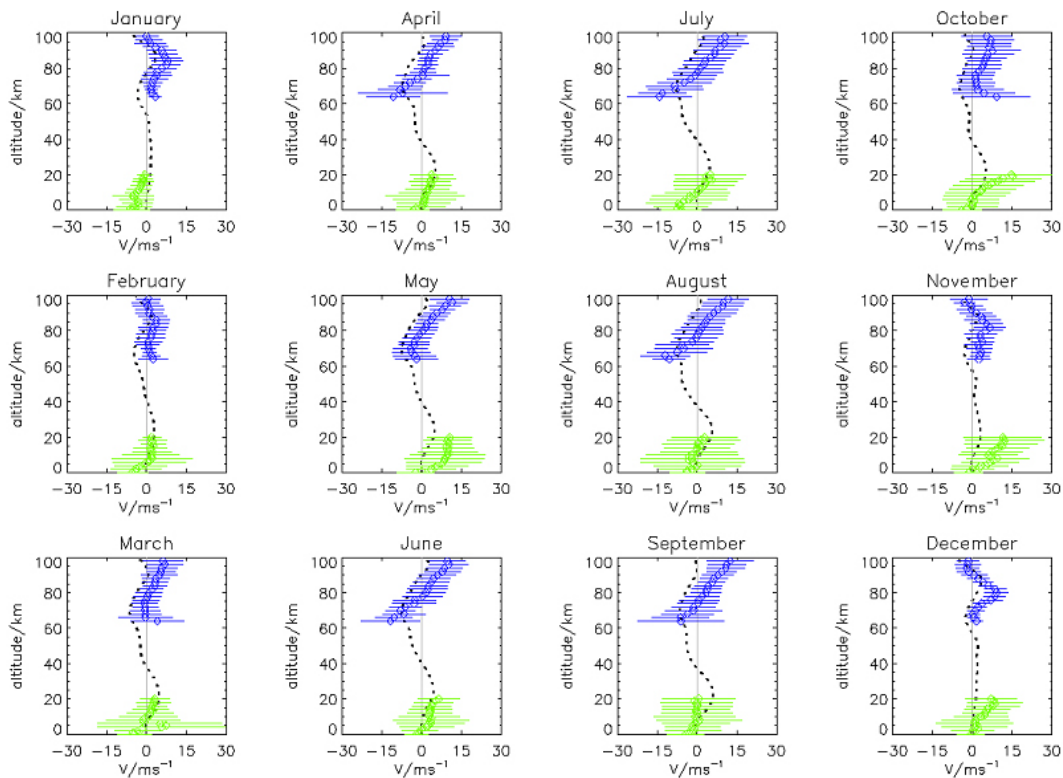 January April July October
100 100 100 100
80 80 80 80
60 60 60 60
40 40 40 40
20 20 20 20
0 0 0 0
altitude/km altitude/km altitude/km altitude/km
−30 −15 0 15 30 −30 −15 0 15 30 −30 −15 0 15 30 −30 −15 0 15 30
V/ms⁻¹ V/ms⁻¹ V/ms⁻¹ V/ms⁻¹
February May August November
100 100 100 100
80 80 80 80
60 60 60 60
40 40 40 40
20 20 20 20
0 0 0 0
altitude/km altitude/km altitude/km altitude/km
−30 −15 0 15 30 −30 −15 0 15 30 −30 −15 0 15 30 −30 −15 0 15 30
V/ms⁻¹ V/ms⁻¹ V/ms⁻¹ V/ms⁻¹
March June September December
100 100 100 100
80 80 80 80
60 60 60 60
40 40 40 40
20 20 20 20
0 0 0 0
altitude/km altitude/km altitude/km altitude/km
−30 −15 0 15 30 −30 −15 0 15 30 −30 −15 0 15 30 −30 −15 0 15 30
V/ms⁻¹ V/ms⁻¹ V/ms⁻¹ V/ms⁻¹